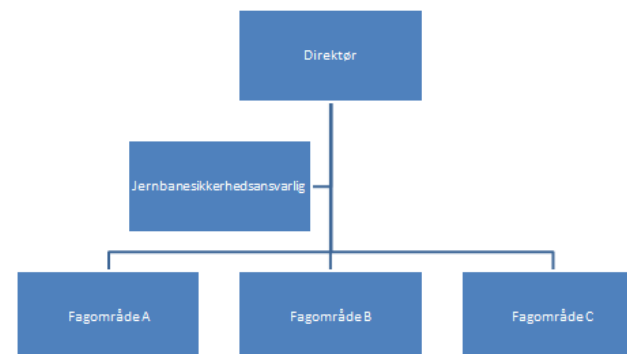 Direktør
Jernbanesikkerhedsansvarlig
Fagområde A
Fagområde B
Fagområde C